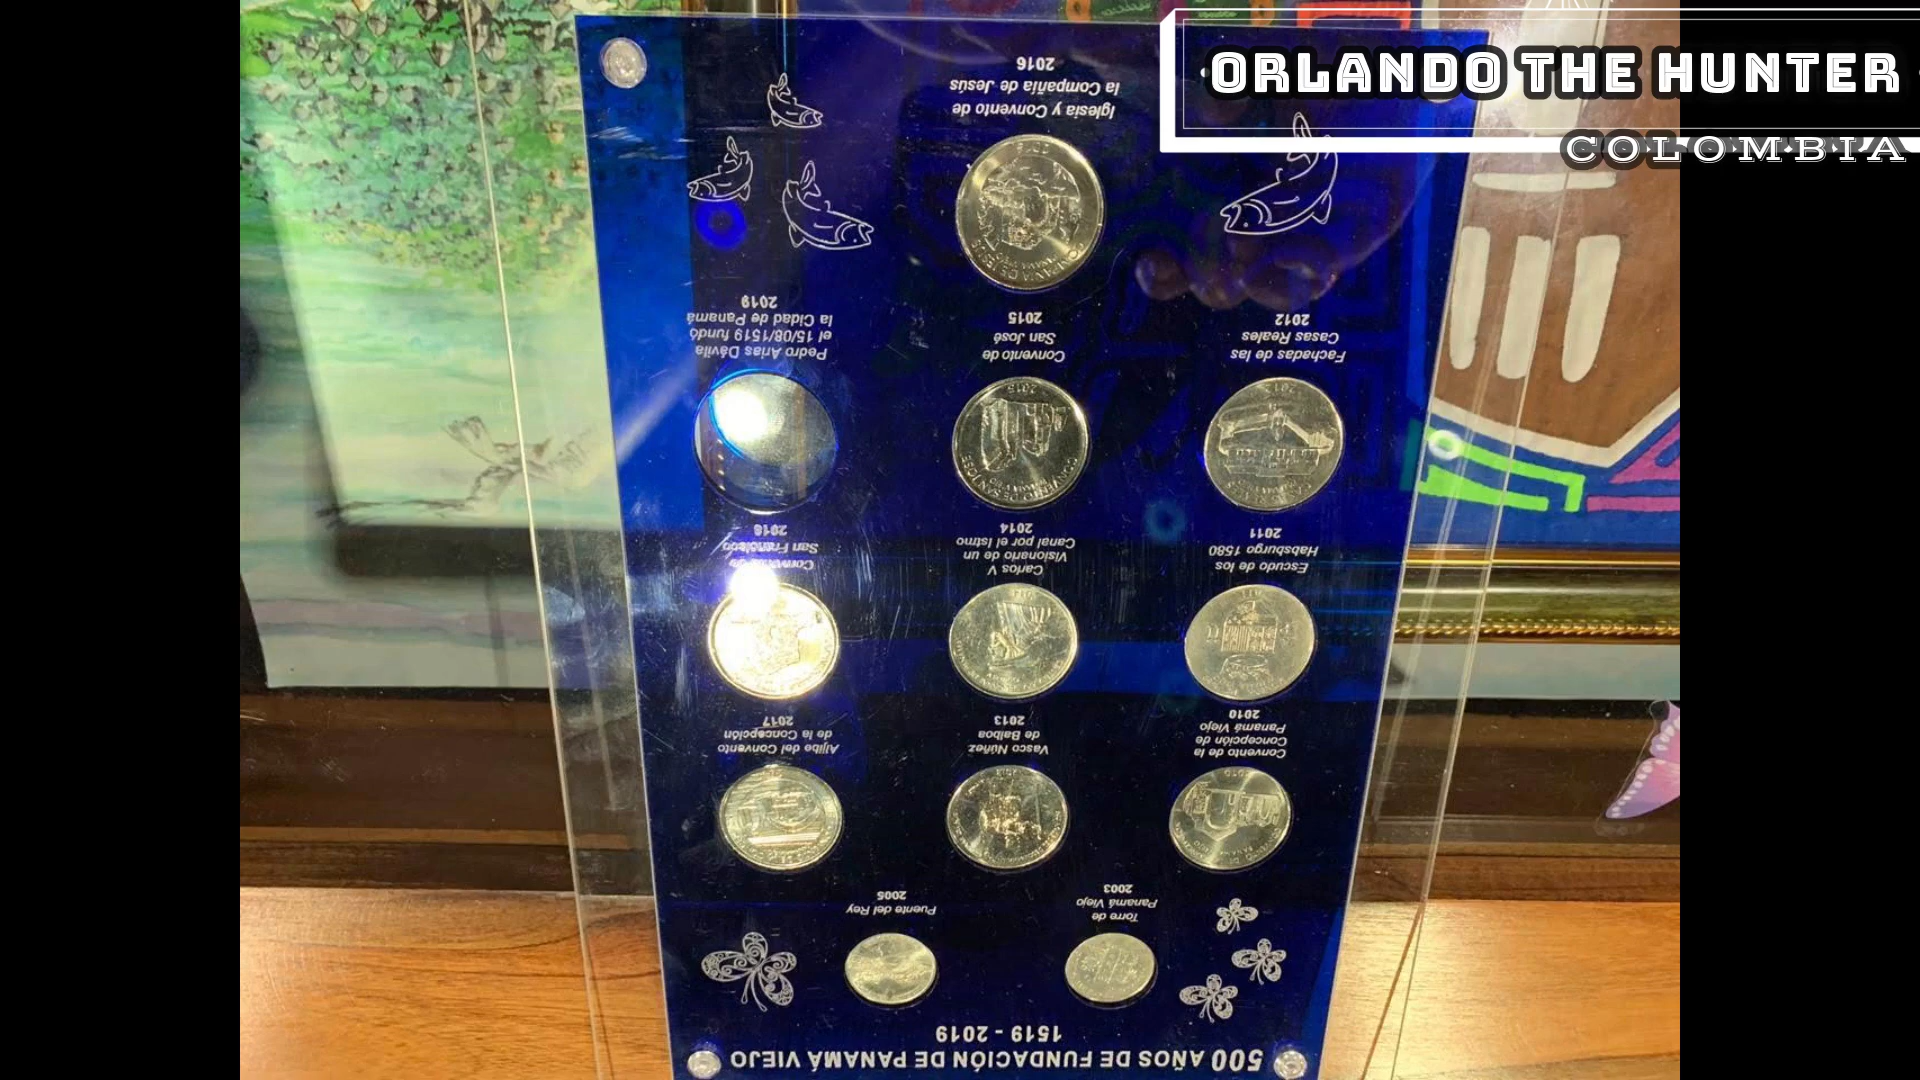 ORLANDO THE HUNTER
COLOMBIA
500 AÑOS DE FUNDACIÓN DE PANAMÁ VIEJO
1519 - 2019
Torre de
Panamá Viejo
2003
Puente del Rey
2005
Convento de la
Concepción de
Panamá Viejo
2010
Vasco Núñez
de Balboa
2013
Aljibe del Convento
de la Concepción
2017
Escudo de los
Habsburgo 1580
2011
Carlos V
Visionario de un
Canal por el Istmo
2014
San Francisco
2018
Fachadas de las
Casas Reales
2012
Convento de
San José
2015
Pedro Arias Dávila
el 15/08/1519 fundó
la Cidad de Panamá
2019
Iglesia y Convento de
la Compañía de Jesús
2016